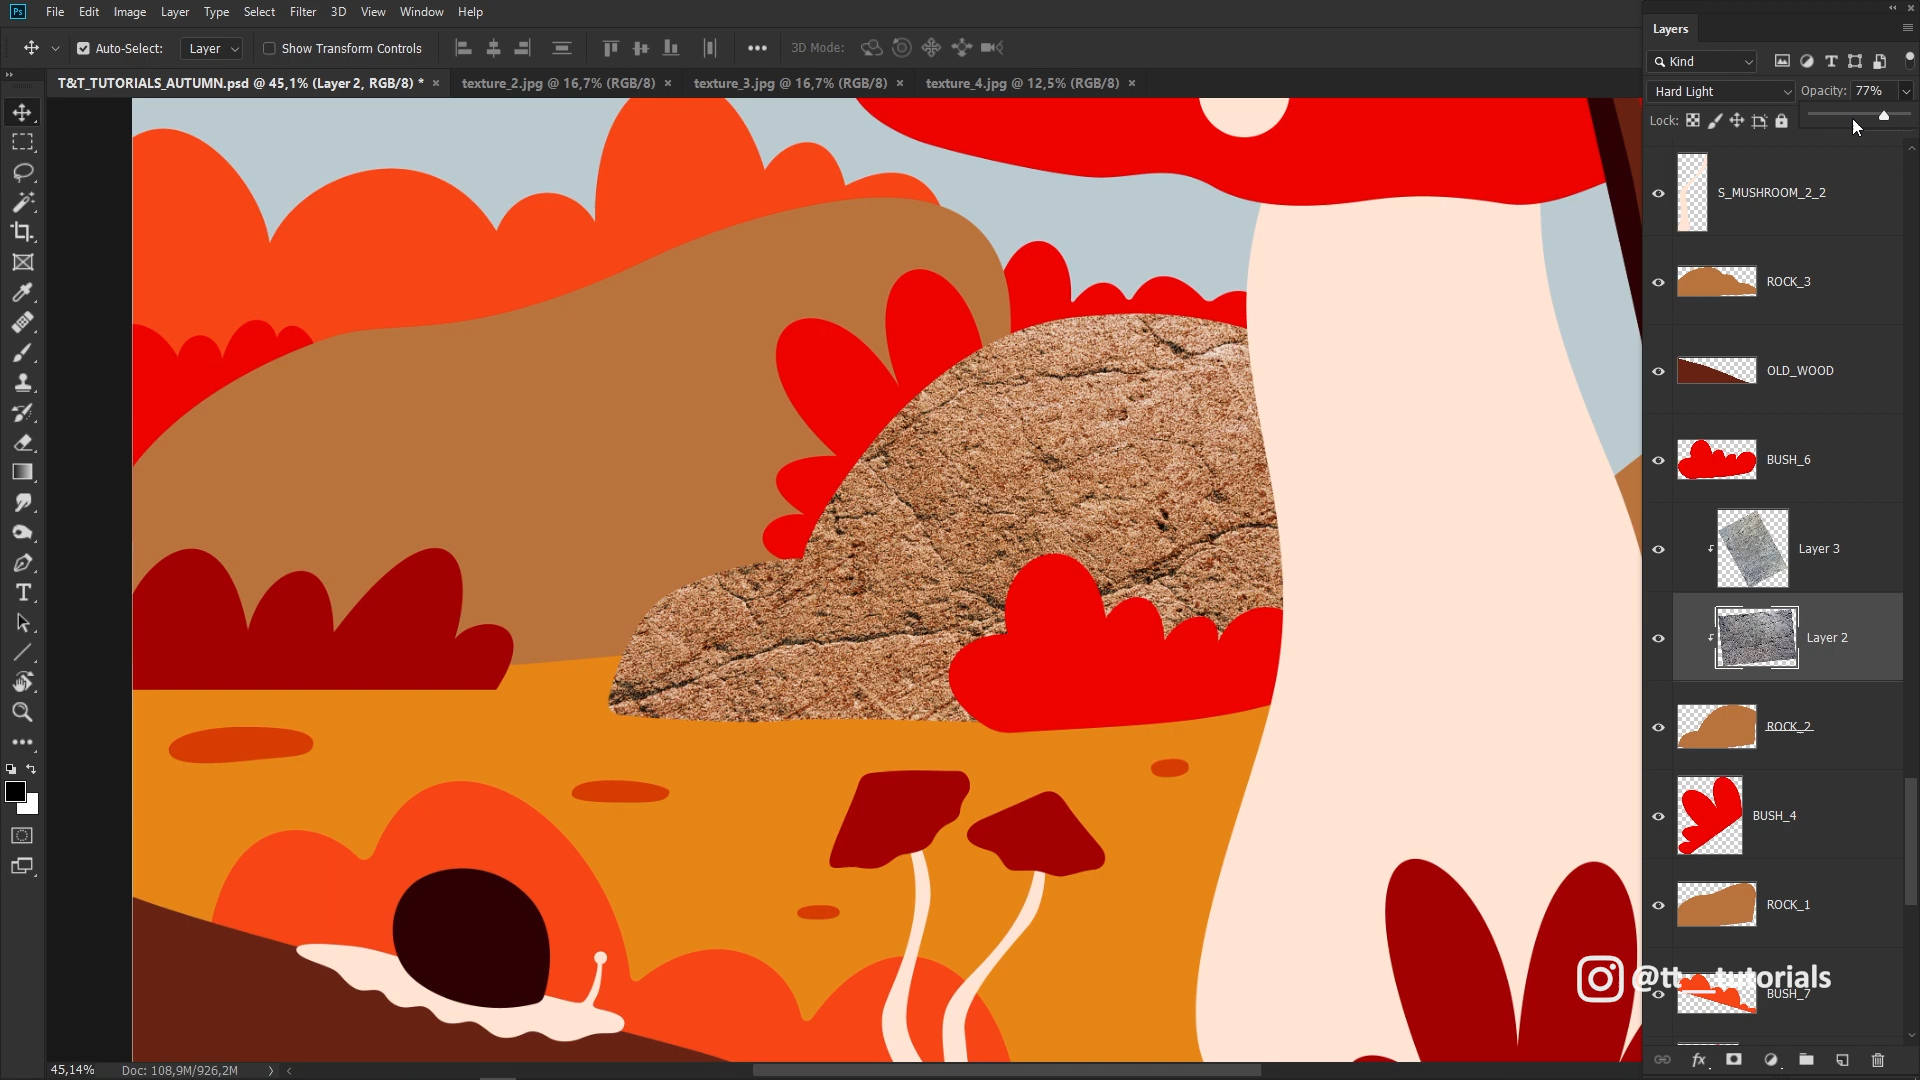 Ps File Edit Image Layer Type Select Filter 3D View Window Help
Auto-Select: Layer Show Transform Controls 3D Mode:
T&T_TUTORIALS_AUTUMN.psd @ 45,1% (Layer 2, RGB/8) * × texture_2.jpg @ 16,7% (RGB/8) × texture_3.jpg @ 16,7% (RGB/8) × texture_4.jpg @ 12,5% (RGB/8) ×
Layers
Kind
Hard Light Opacity: 77%
Lock:
S_MUSHROOM_2_2
ROCK_3
OLD_WOOD
BUSH_6
Layer 3
Layer 2
ROCK_2
BUSH_4
ROCK_1
@tt__tutorials
BUSH_7
fx
45,14% Doc: 108,9M/926,2M